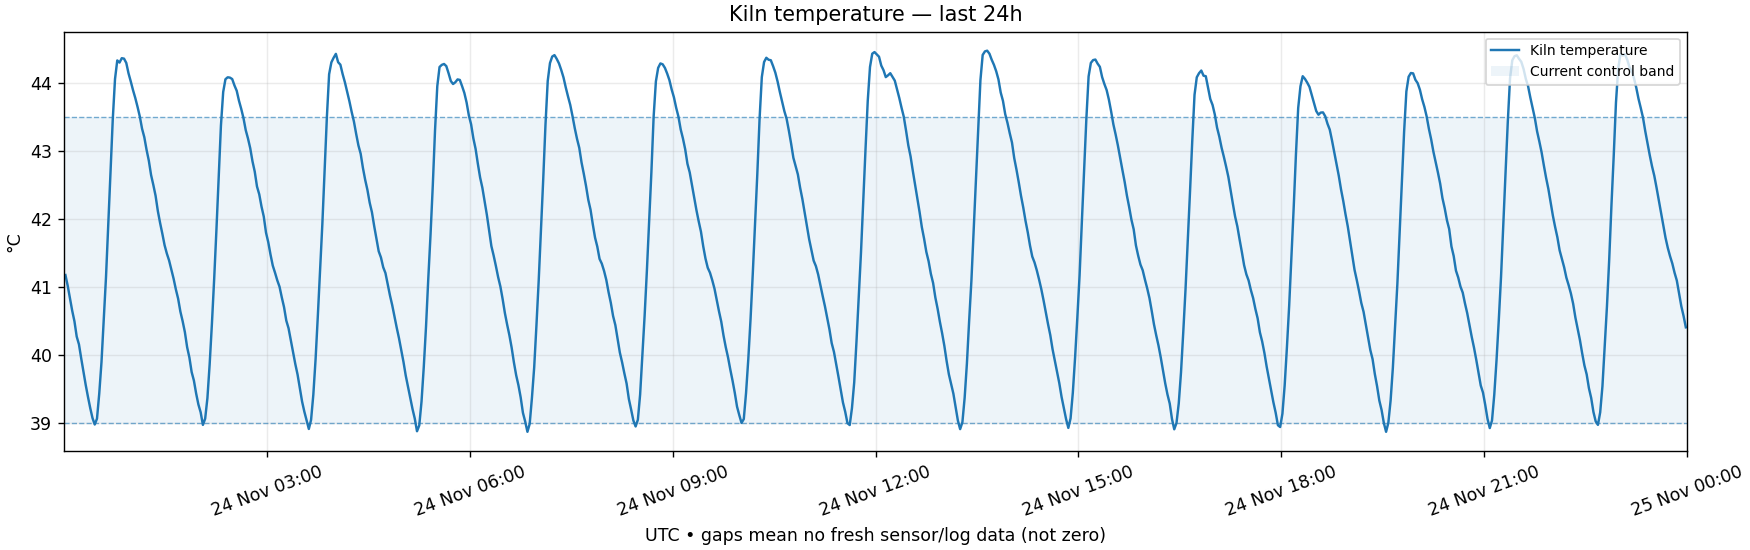 Kiln temperature — last 24h
Kiln temperature
Current control band
°C
44
43
42
41
40
39
24 Nov 03:00
24 Nov 06:00
24 Nov 09:00
24 Nov 12:00
24 Nov 15:00
24 Nov 18:00
24 Nov 21:00
25 Nov 00:00
UTC • gaps mean no fresh sensor/log data (not zero)